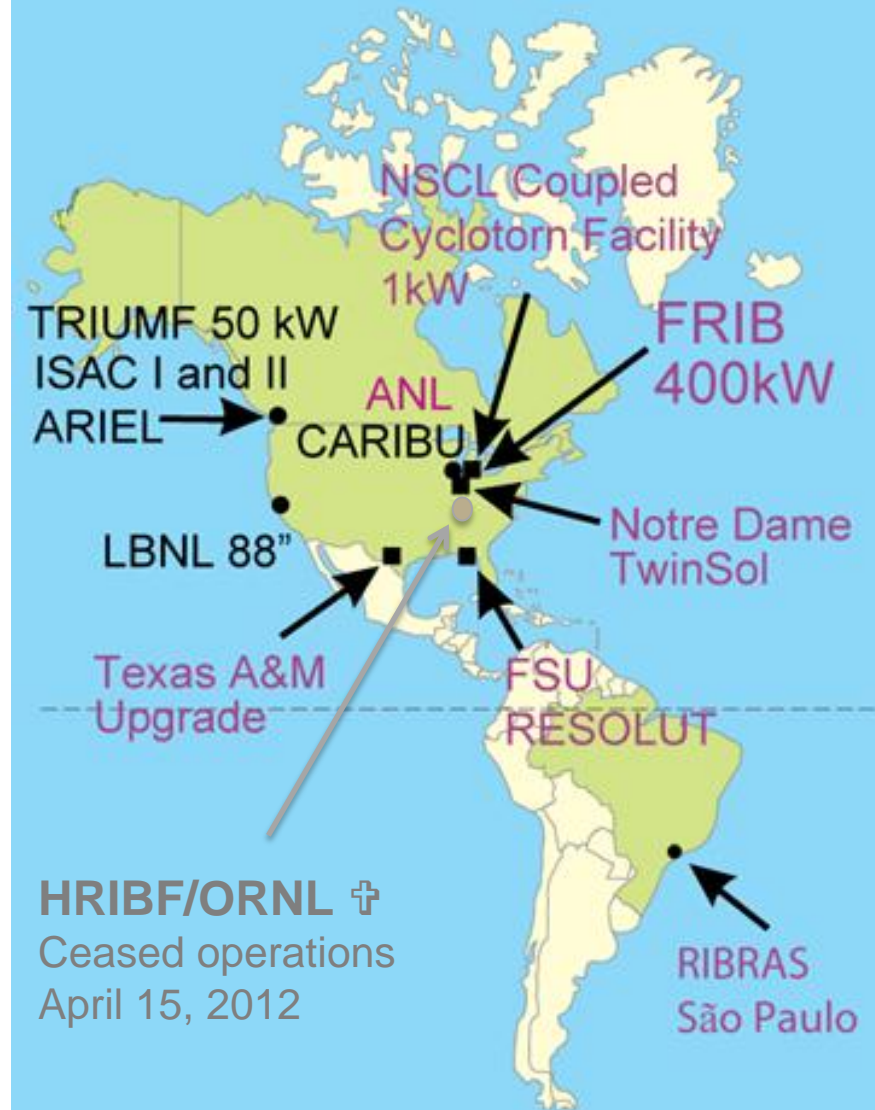 NSCL Coupled
Cyclotorn Facility
1kW
FRIB
400kW
TRIUMF 50 kW
ISAC I and II
ARIEL
ANL
CARIBU
LBNL 88”
Notre Dame
TwinSol
Texas A&M
Upgrade
FSU
RESOLUT
HRIBF/ORNL ✞
Ceased operations
April 15, 2012
RIBRAS
São Paulo